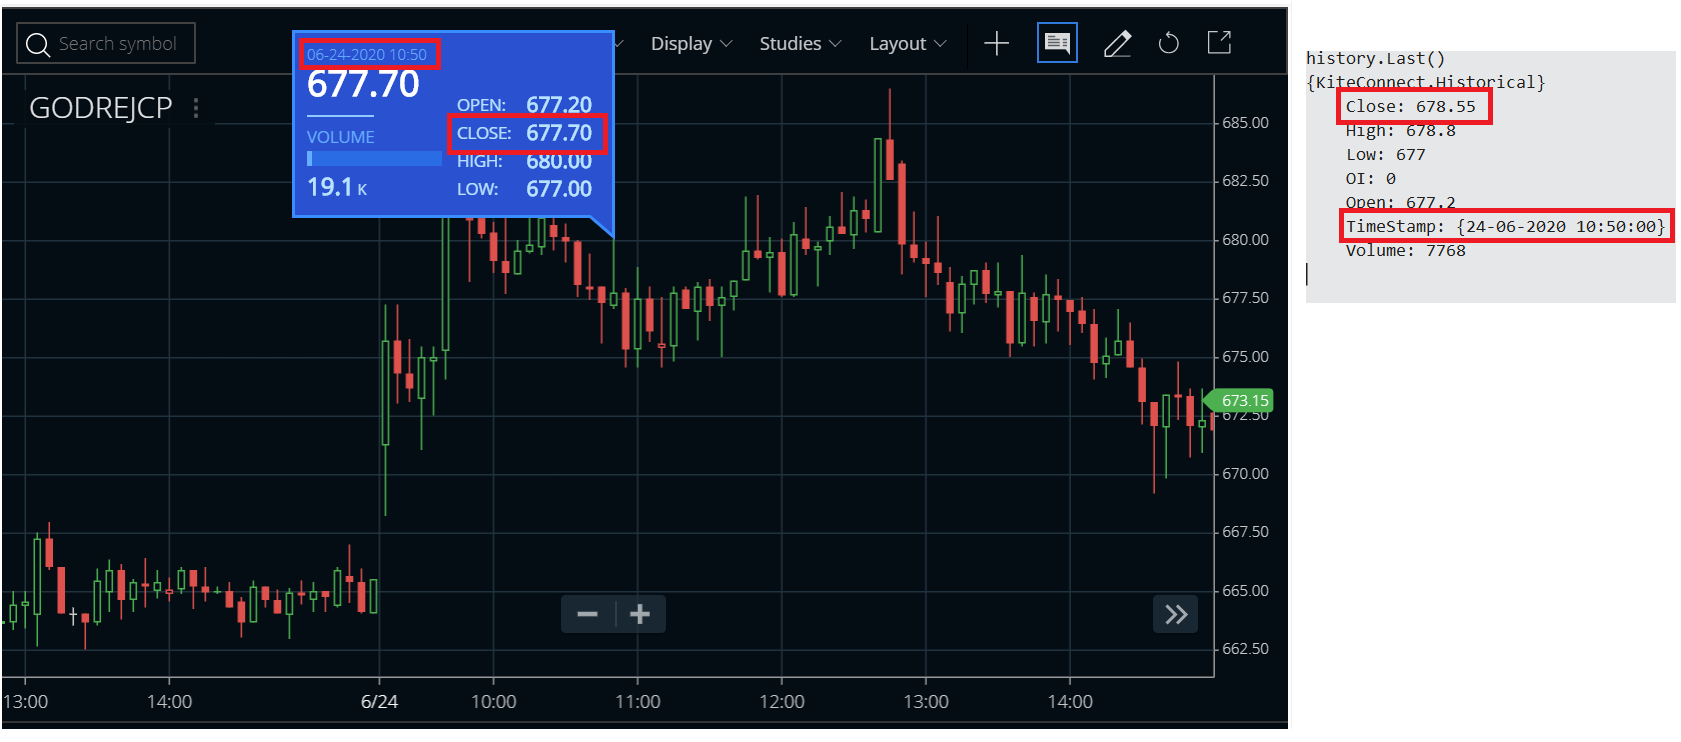 Search symbol
Display
Studies
Layout
GODREJCP
06-24-2020 10:50
677.70
VOLUME
19.1 K
OPEN: 677.20
CLOSE: 677.70
HIGH: 680.00
LOW: 677.00
685.00
682.50
680.00
677.50
675.00
673.15
672.50
670.00
667.50
665.00
662.50
13:00
14:00
6/24
10:00
11:00
12:00
13:00
14:00
history.Last()
{KiteConnect.Historical}
Close: 678.55
High: 678.8
Low: 677
OI: 0
Open: 677.2
TimeStamp: {24-06-2020 10:50:00}
Volume: 7768